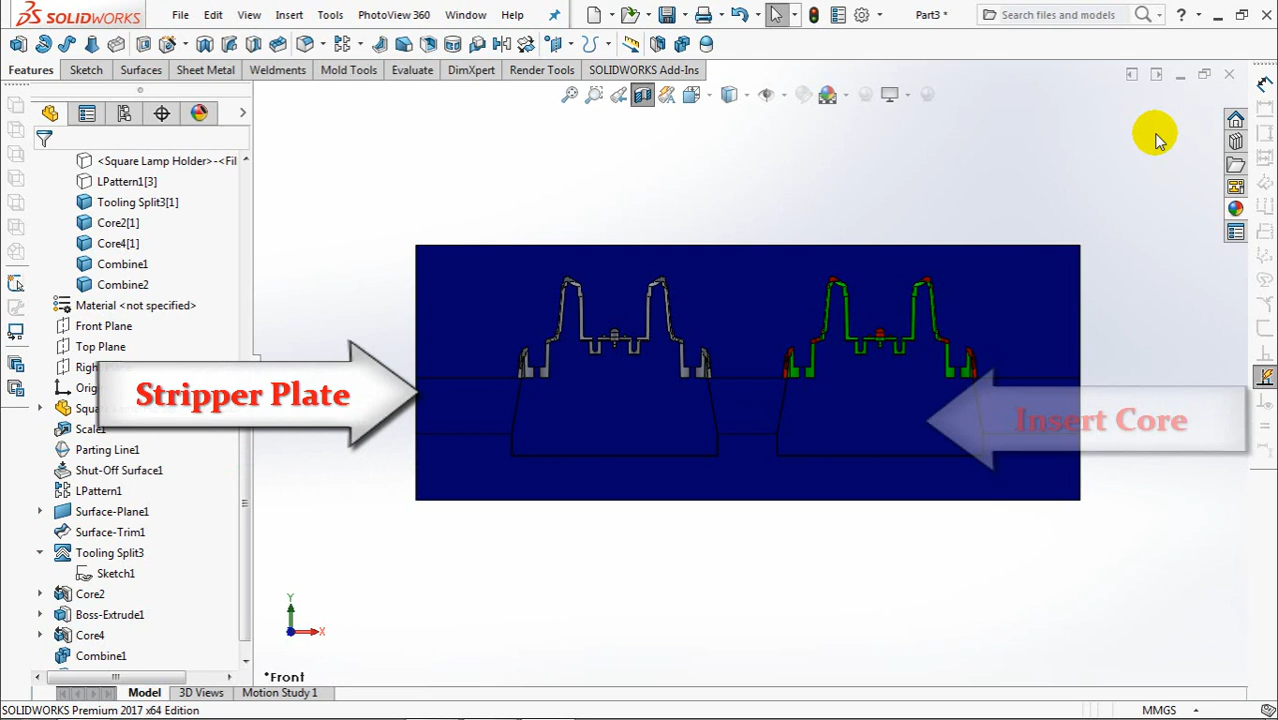 SOLIDWORKS File Edit View Insert Tools PhotoView 360 Window Help Part3 * Search files and models ?
Features Sketch Surfaces Sheet Metal Weldments Mold Tools Evaluate DimXpert Render Tools SOLIDWORKS Add-Ins
<Square Lamp Holder>-<Fil
LPattern1[3]
Tooling Split3[1]
Core2[1]
Core4[1]
Combine1
Combine2
Material <not specified>
Front Plane
Top Plane
Righ
Orig
Squa
Scale1
Parting Line1
Shut-Off Surface1
LPattern1
Surface-Plane1
Surface-Trim1
Tooling Split3
Sketch1
Core2
Boss-Extrude1
Core4
Combine1
Stripper Plate
Insert Core
Y
X
*Front
Model 3D Views Motion Study 1
SOLIDWORKS Premium 2017 x64 Edition MMGS